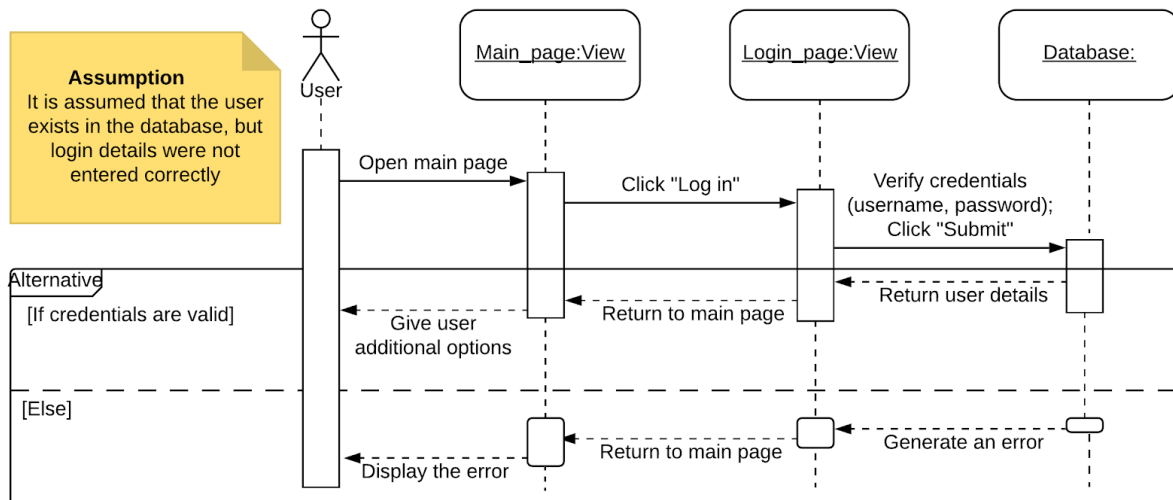 Assumption
It is assumed that the user
exists in the database, but
login details were not
entered correctly
User
Main_page:View
Login_page:View
Database:
Open main page
Click "Log in"
Verify credentials
(username, password);
Click "Submit"
Alternative
[If credentials are valid]
Return user details
Return to main page
Give user
additional options
[Else]
Generate an error
Return to main page
Display the error